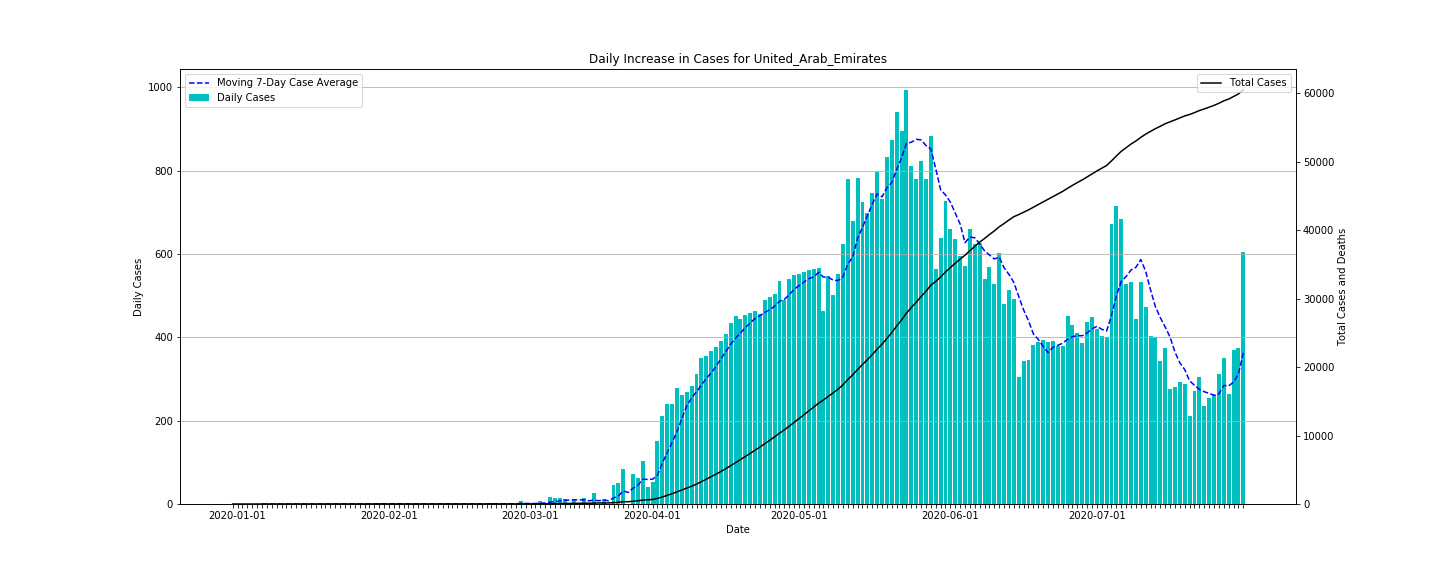 Daily Increase in Cases for United_Arab_Emirates
Moving 7-Day Case Average
Daily Cases
Total Cases
1000
800
600
400
200
0
Daily Cases
60000
50000
40000
30000
20000
10000
0
Total Cases and Deaths
2020-01-01
2020-02-01
2020-03-01
2020-04-01
2020-05-01
2020-06-01
2020-07-01
Date